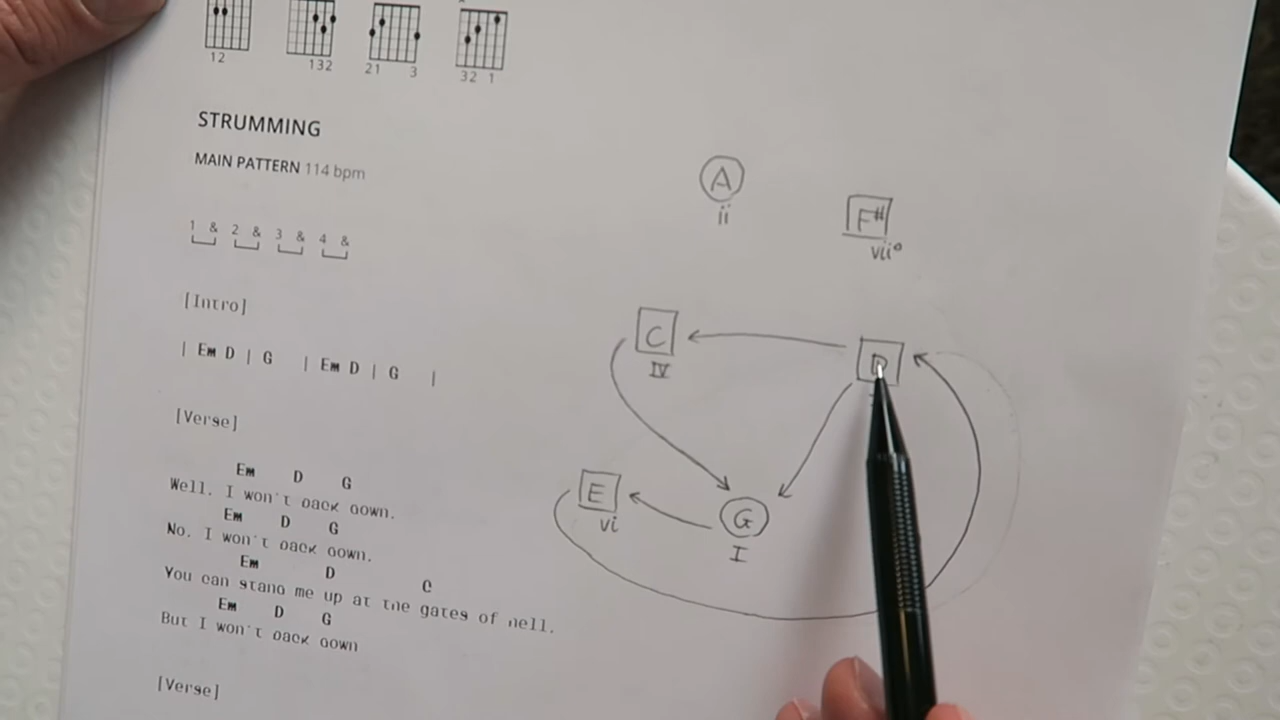 12
132
21 3
32 1
STRUMMING
MAIN PATTERN 114 bpm
1 & 2 & 3 & 4 &
[Intro]
| Em D | G | Em D | G |
[Verse]
Em D G
Well. I won't back down.
Em D G
No. I won't back down.
Em D C
You can stand me up at the gates of hell.
Em D G
But I won't back down
[Verse]
A
ii
F#
vii°
C
IV
D
E
vi
G
I